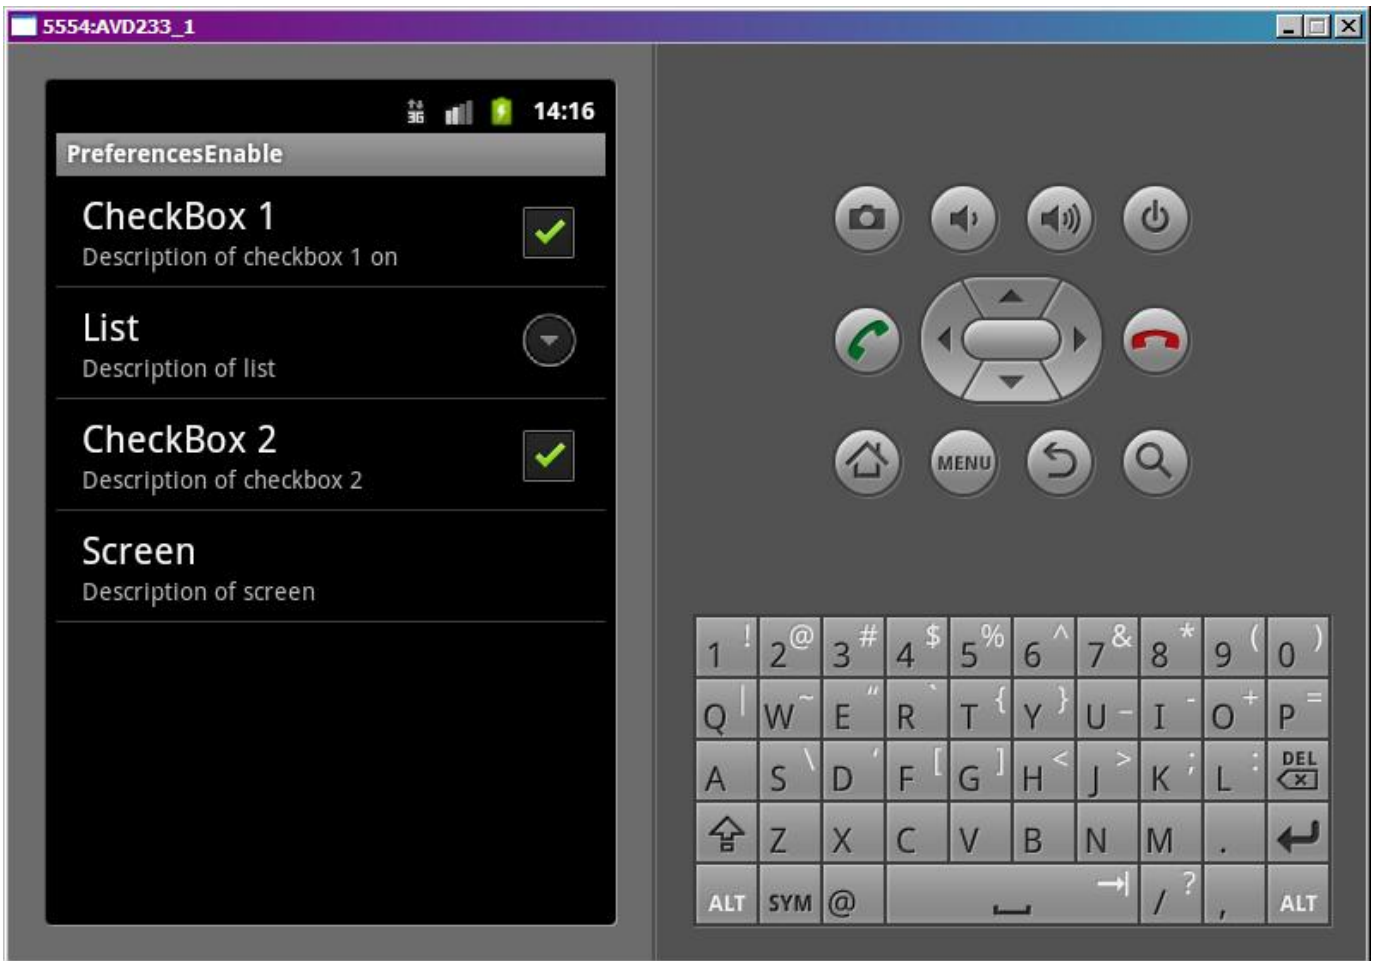 5554:AVD233_1
3G 14:16
PreferencesEnable
CheckBox 1
Description of checkbox 1 on
List
Description of list
CheckBox 2
Description of checkbox 2
Screen
Description of screen
MENU
1 ! 2 @ 3 # 4 $ 5 % 6 ^ 7 & 8 * 9 ( 0 )
Q | W ~ E " R ` T { Y } U _ I - O + P =
A S \ D ' F [ G ] H < J > K ; L : DEL
Z X C V B N M .
ALT SYM @ / ? , ALT